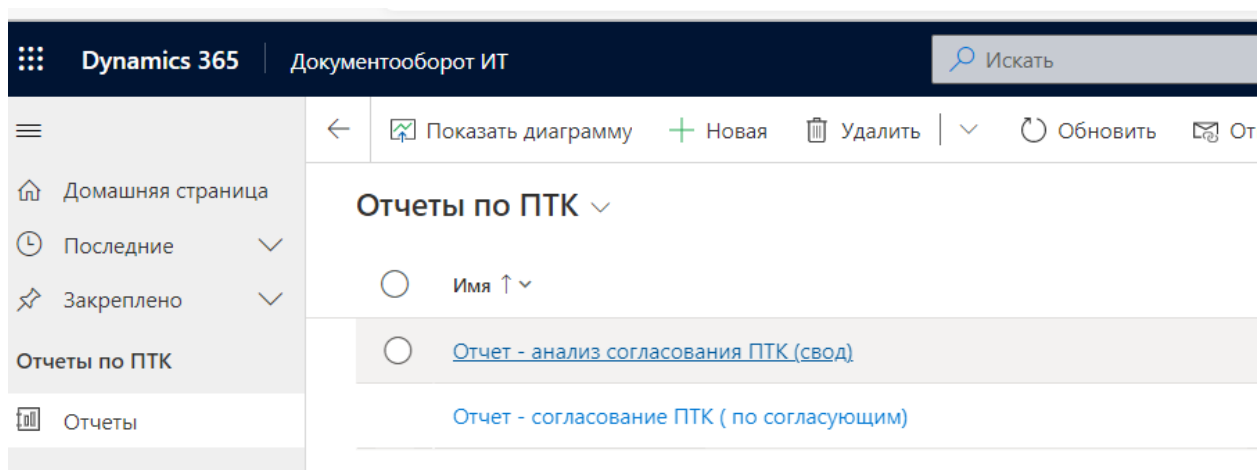 Dynamics 365 Документооборот ИТ Искать
Показать диаграмму Новая Удалить Обновить От
Домашняя страница
Последние
Закреплено
Отчеты по ПТК
Отчеты
Отчеты по ПТК
Имя
Отчет - анализ согласования ПТК (свод)
Отчет - согласование ПТК ( по согласующим)